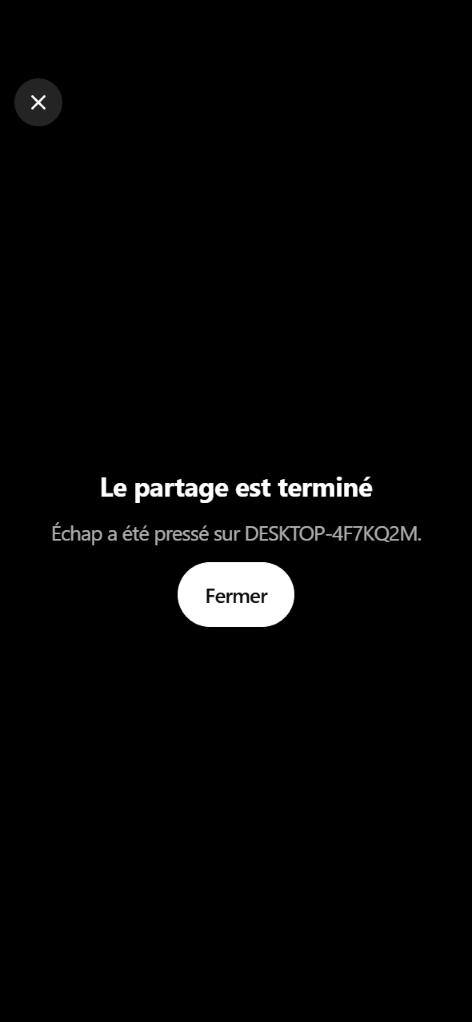 Le partage est terminé
Échap a été pressé sur DESKTOP-4F7KQ2M.
Fermer